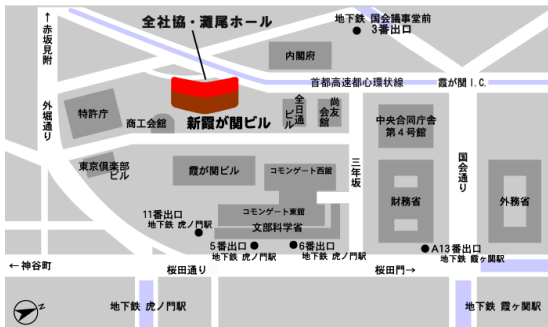 全社協・灘尾ホール
地下鉄 国会議事堂前
3番出口
↑赤坂見附
内閣府
首都高速都心環状線
霞が関 I.C.
特許庁
外堀通り
商工会館
新霞が関ビル
全日通
ビル
尚友
会館
中央合同庁舎
第4号館
東京倶楽部
ビル
霞が関ビル
コモンゲート西館
三年坂
国会通り
財務省
外務省
コモンゲート東館
文部科学省
11番出口
地下鉄 虎ノ門駅
5番出口
地下鉄 虎ノ門駅
6番出口
地下鉄 虎ノ門駅
A13番出口
地下鉄 霞ヶ関駅
←神谷町
桜田通り
桜田門→
地下鉄 虎ノ門駅
地下鉄 霞ヶ関駅
N